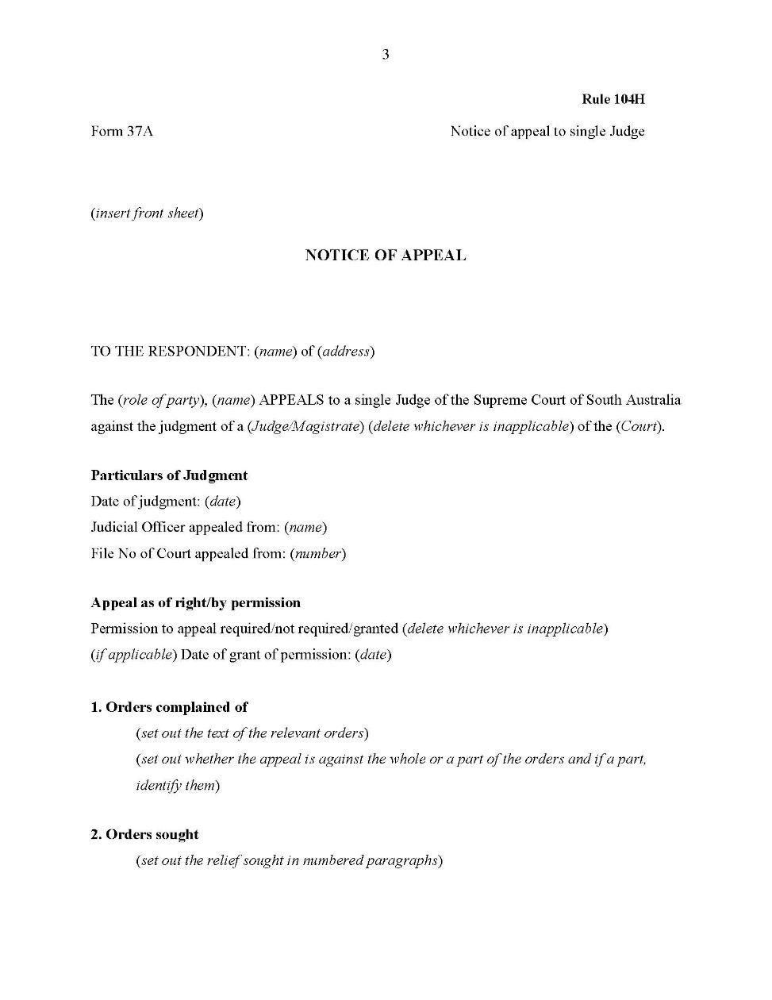 3
Rule 104H
Form 37A Notice of appeal to single Judge
(insert front sheet)
NOTICE OF APPEAL
TO THE RESPONDENT: (name) of (address)
The (role of party), (name) APPEALS to a single Judge of the Supreme Court of South Australia
against the judgment of a (Judge/Magistrate) (delete whichever is inapplicable) of the (Court).
Particulars of Judgment
Date of judgment: (date)
Judicial Officer appealed from: (name)
File No of Court appealed from: (number)
Appeal as of right/by permission
Permission to appeal required/not required/granted (delete whichever is inapplicable)
(if applicable) Date of grant of permission: (date)
1. Orders complained of
(set out the text of the relevant orders)
(set out whether the appeal is against the whole or a part of the orders and if a part,
identify them)
2. Orders sought
(set out the relief sought in numbered paragraphs)